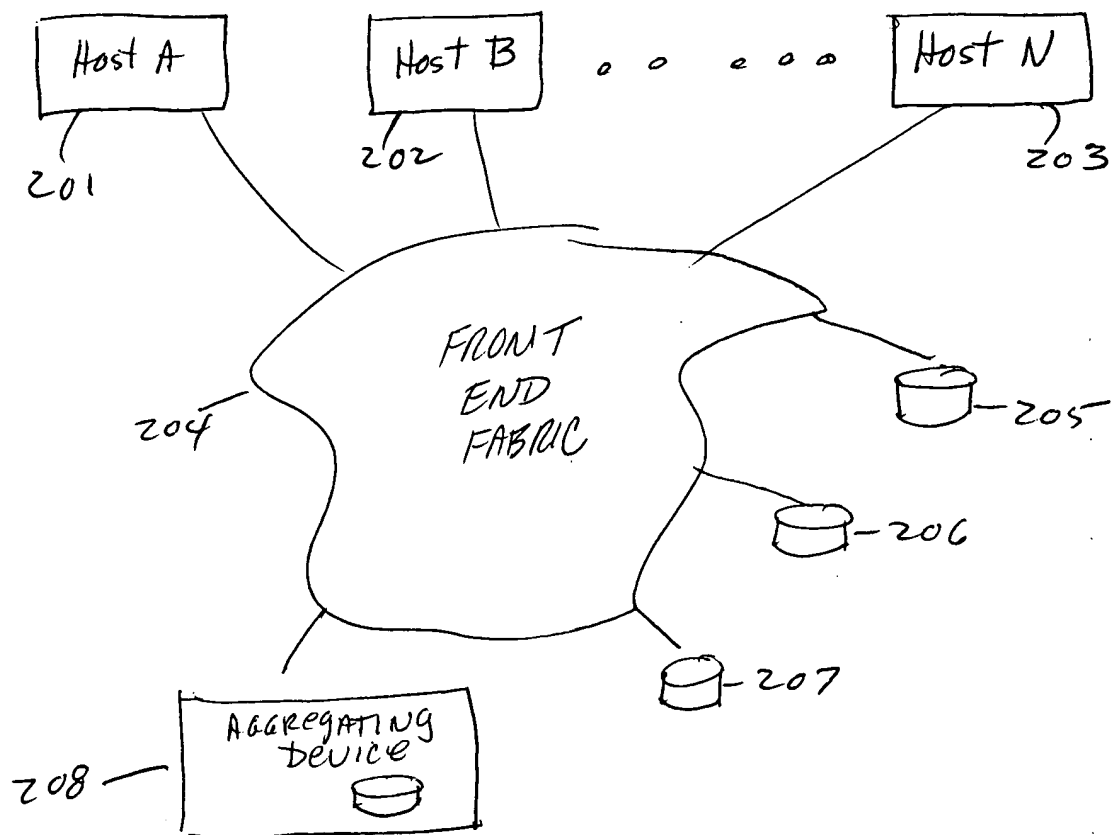 Host A
Host B
Host N
201
202
203
FRONT
END
FABRIC
204
205
206
207
AGGREGATING
DEVICE
208